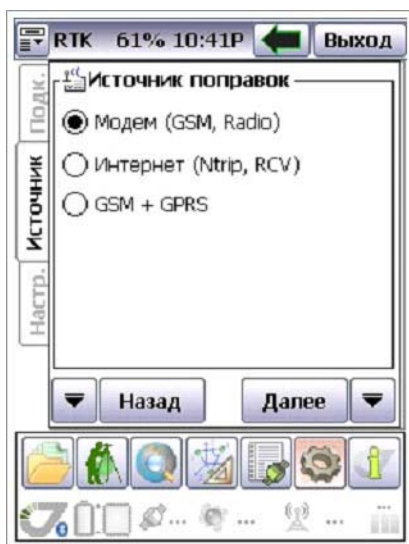 RTK 61% 10:41P Выход
Подк.
Источник
Настр.
Источник поправок
Модем (GSM, Radio)
Интернет (Ntrip, RCV)
GSM + GPRS
Назад Далее
... ... ...